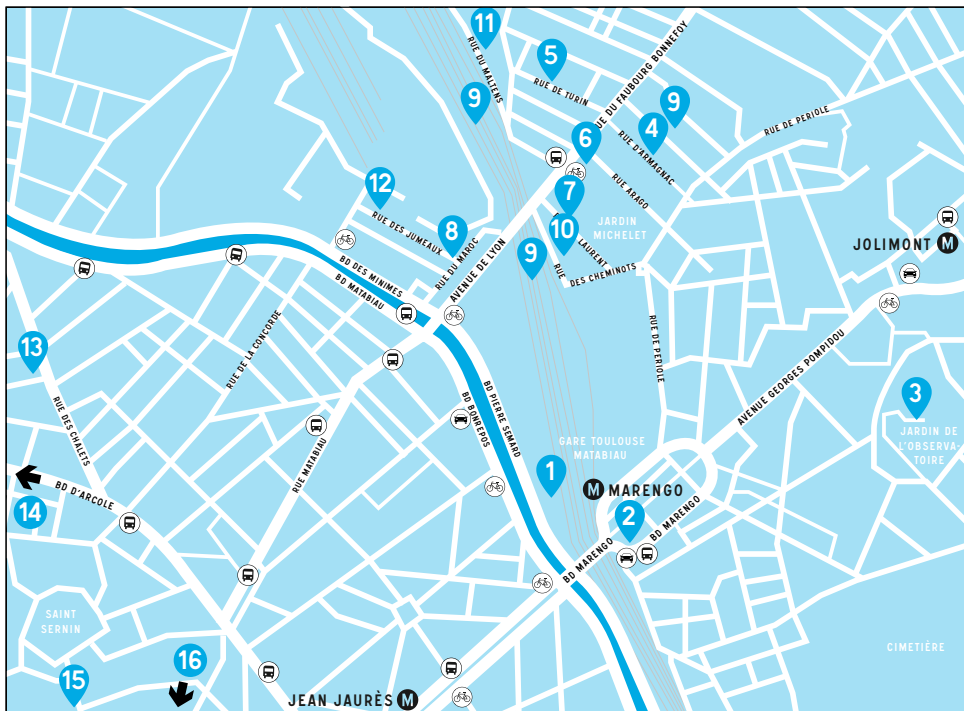 11
5
RUE DU MALTENS
RUE DE TURIN
UE DU FAUBOURG BONNEFOY
9
9
4
RUE DE PERIOLE
6
RUE D'ARMAGNAC
12
RUE ARAGO
7
RUE DES JUMEAUX
8
10
LAURENT
JARDIN
MICHELET
JOLIMONT M
RUE DU MAROC
AVENUE DE LYON
9
RUE
DES CHEMINOTS
BD DES MINIMES
BD MATABIAU
13
RUE DE LA CONCORDE
RUE DE PERIOLE
AVENUE GEORGES POMPIDOU
3
RUE DES CHALETS
BD PIERRE SEMARD
BD BONREPOS
JARDIN DE
L'OBSERVA-
TOIRE
RUE MATABIAU
GARE TOULOUSE
MATABIAU
1
M MARENGO
BD D'ARCOLE
14
2
BD MARENGO
BD MARENGO
SAINT
SERNIN
CIMETIÈRE
16
15
JEAN JAURÈS M